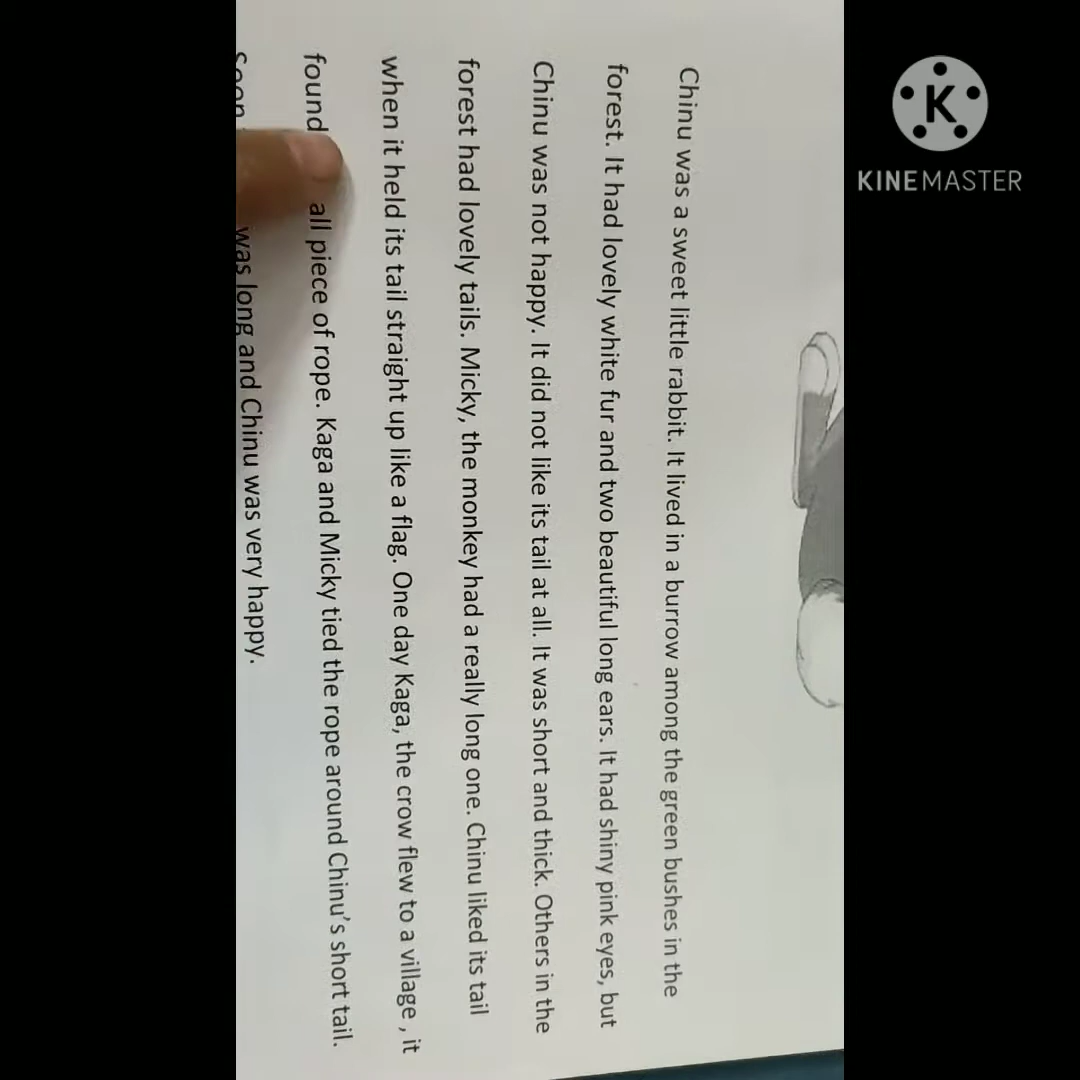 Chinu was a sweet little rabbit. It lived in a burrow among the green bushes in the
forest. It had lovely white fur and two beautiful long ears. It had shiny pink eyes, but
Chinu was not happy. It did not like its tail at all. It was short and thick. Others in the
forest had lovely tails. Micky, the monkey had a really long one. Chinu liked its tail
when it held its tail straight up like a flag. One day Kaga, the crow flew to a village , it
found all piece of rope. Kaga and Micky tied the rope around Chinu's short tail.
Soon was long and Chinu was very happy.
K
KINEMASTER